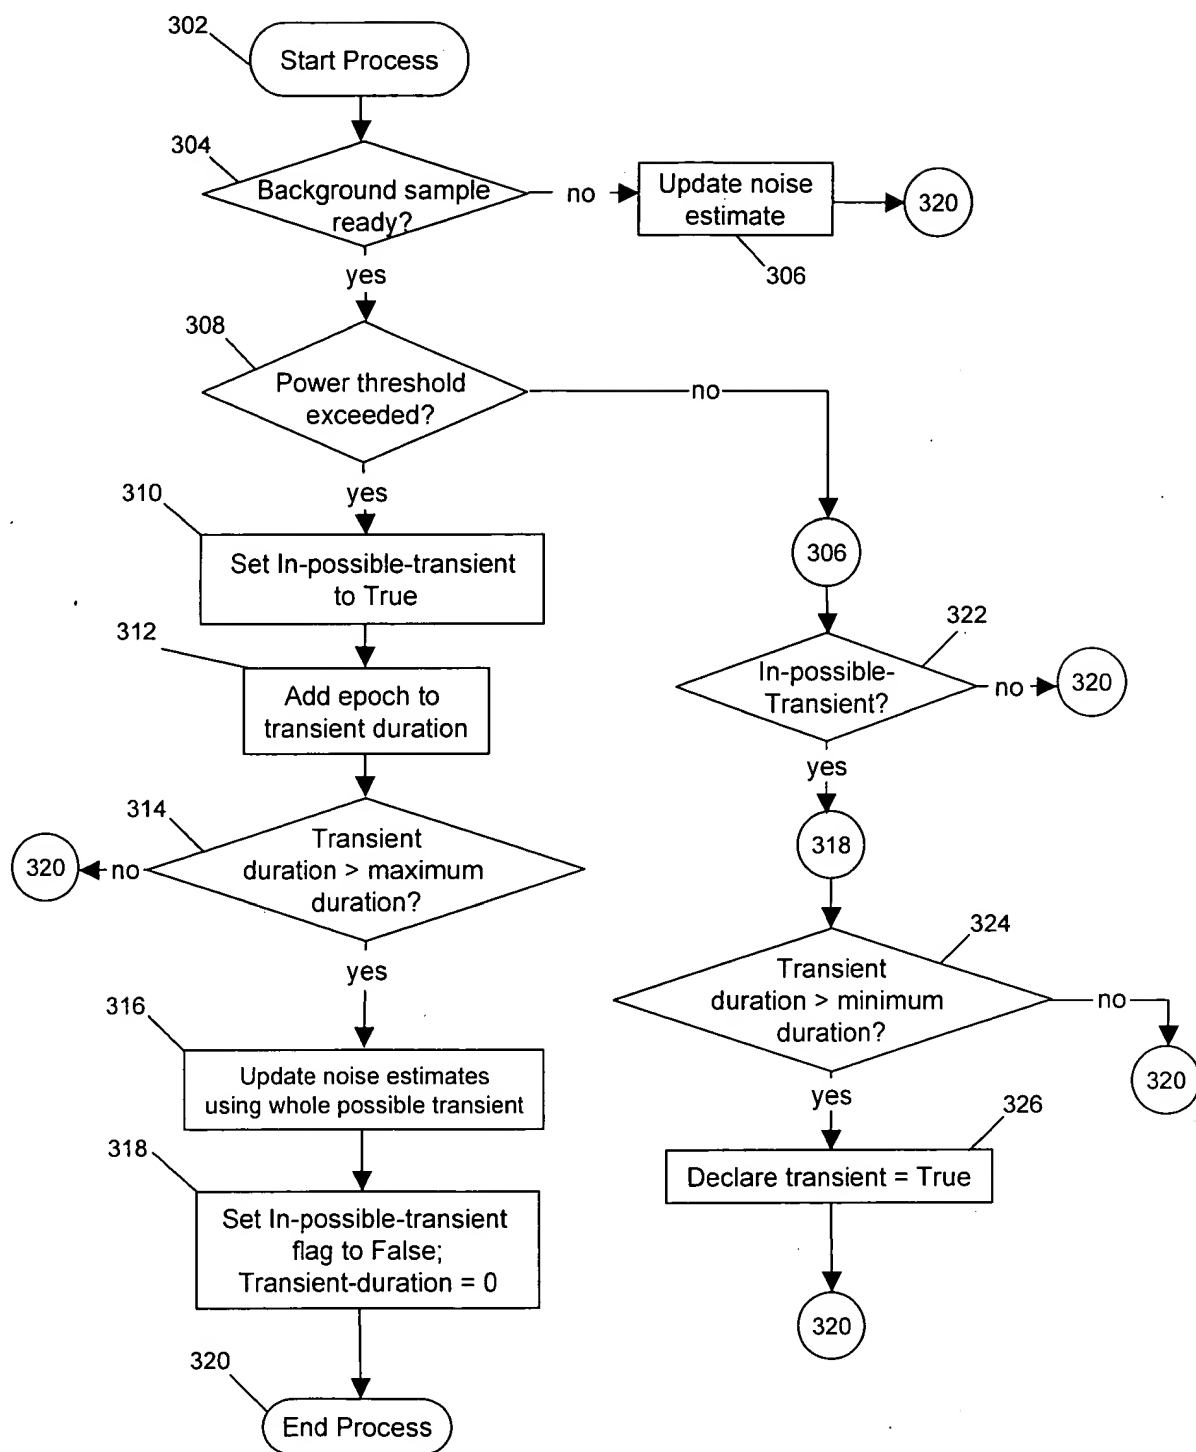 302
Start Process
304
Background sample
ready?
no
Update noise
estimate
320
306
yes
308
Power threshold
exceeded?
no
yes
310
Set In-possible-transient
to True
306
312
322
Add epoch to
transient duration
In-possible-
Transient?
no
320
yes
314
Transient
duration > maximum
duration?
no
320
318
yes
324
Transient
duration > minimum
duration?
no
320
316
Update noise estimates
using whole possible transient
yes
326
Declare transient = True
318
Set In-possible-transient
flag to False;
Transient-duration = 0
320
320
End Process